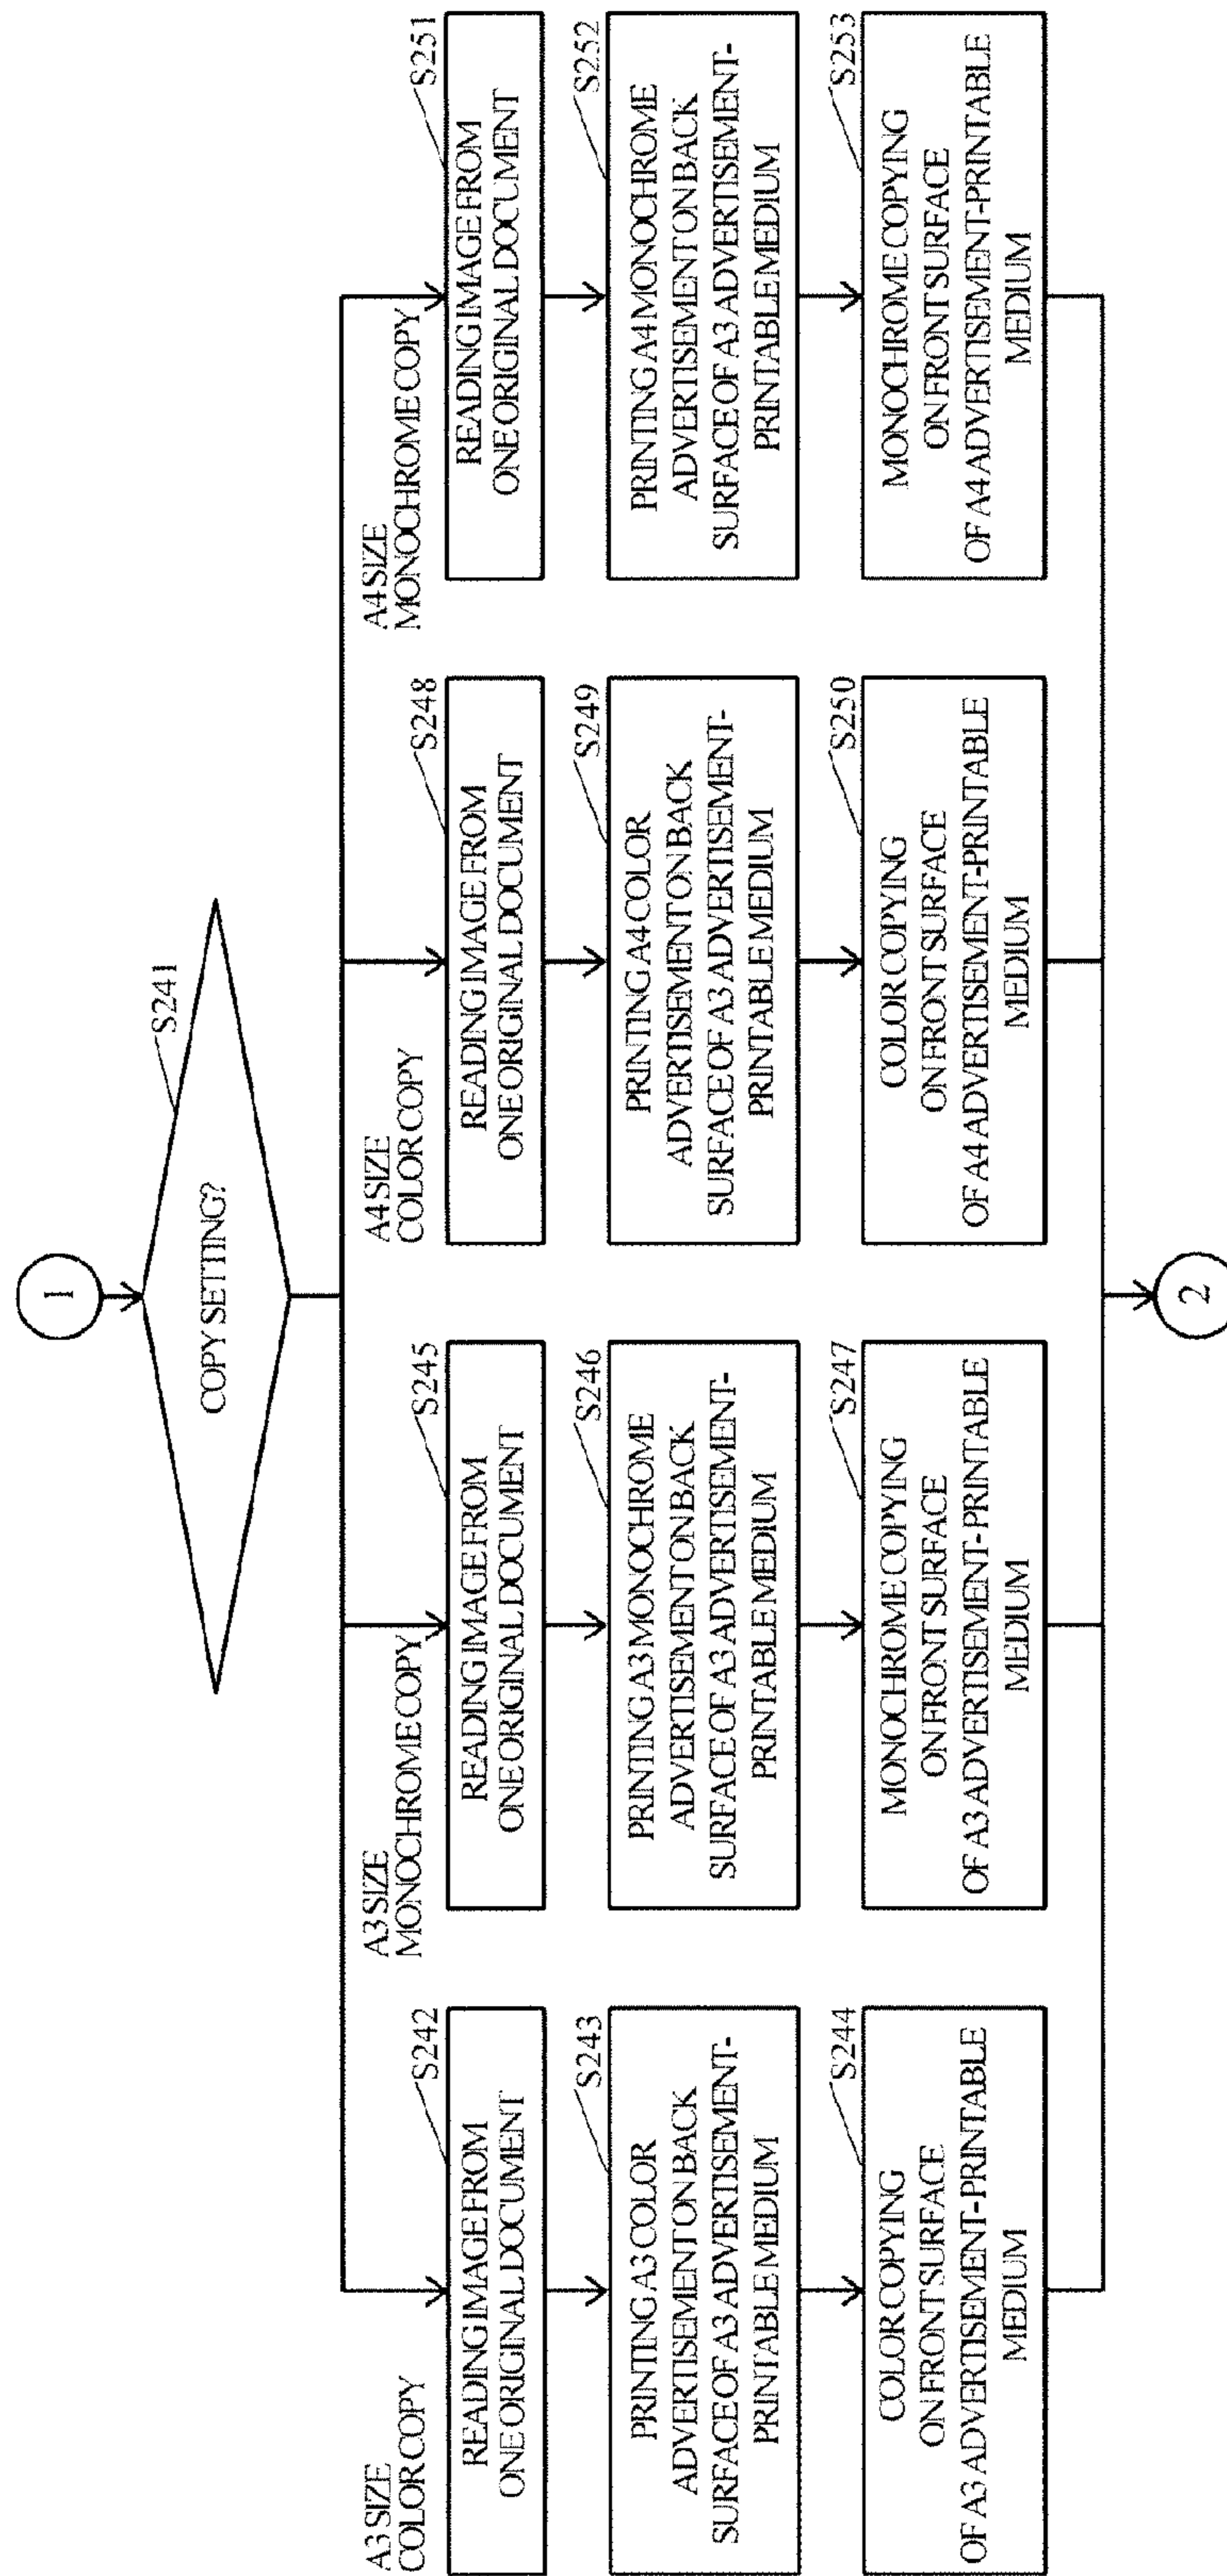 1
S241
COPY SETTING?
A3 SIZE
COLOR COPY
S242
READING IMAGE FROM
ONE ORIGINAL DOCUMENT
S243
PRINTING A3 COLOR
ADVERTISEMENT ON BACK
SURFACE OF A3 ADVERTISEMENT-
PRINTABLE MEDIUM
S244
COLOR COPYING
ON FRONT SURFACE
OF A3 ADVERTISEMENT-PRINTABLE
MEDIUM
A3 SIZE
MONOCHROME COPY
S245
READING IMAGE FROM
ONE ORIGINAL DOCUMENT
S246
PRINTING A3 MONOCHROME
ADVERTISEMENT ON BACK
SURFACE OF A3 ADVERTISEMENT-
PRINTABLE MEDIUM
S247
MONOCHROME COPYING
ON FRONT SURFACE
OF A3 ADVERTISEMENT-PRINTABLE
MEDIUM
A4 SIZE
COLOR COPY
S248
READING IMAGE FROM
ONE ORIGINAL DOCUMENT
S249
PRINTING A4 COLOR
ADVERTISEMENT ON BACK
SURFACE OF A3 ADVERTISEMENT-
PRINTABLE MEDIUM
S250
COLOR COPYING
ON FRONT SURFACE
OF A4 ADVERTISEMENT-PRINTABLE
MEDIUM
A4 SIZE
MONOCHROME COPY
S251
READING IMAGE FROM
ONE ORIGINAL DOCUMENT
S252
PRINTING A4 MONOCHROME
ADVERTISEMENT ON BACK
SURFACE OF A3 ADVERTISEMENT-
PRINTABLE MEDIUM
S253
MONOCHROME COPYING
ON FRONT SURFACE
OF A4 ADVERTISEMENT-PRINTABLE
MEDIUM
2